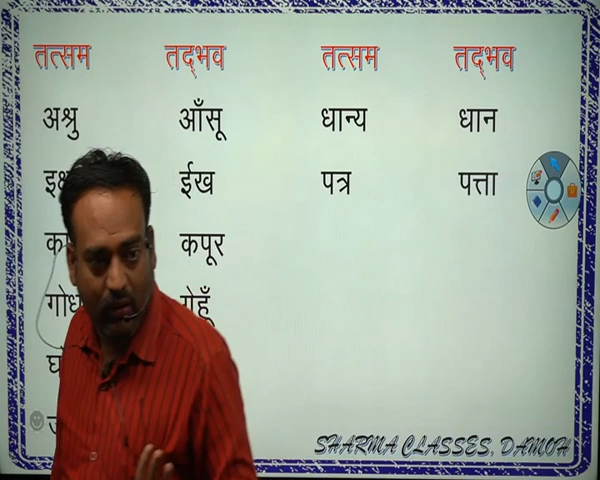 तत्सम तद्भव तत्सम तद्भव
अश्रु आँसू धान्य धान
ईख पत्र पत्ता
कपूर
गेहूँ
SHARMA CLASSES, DAMOH